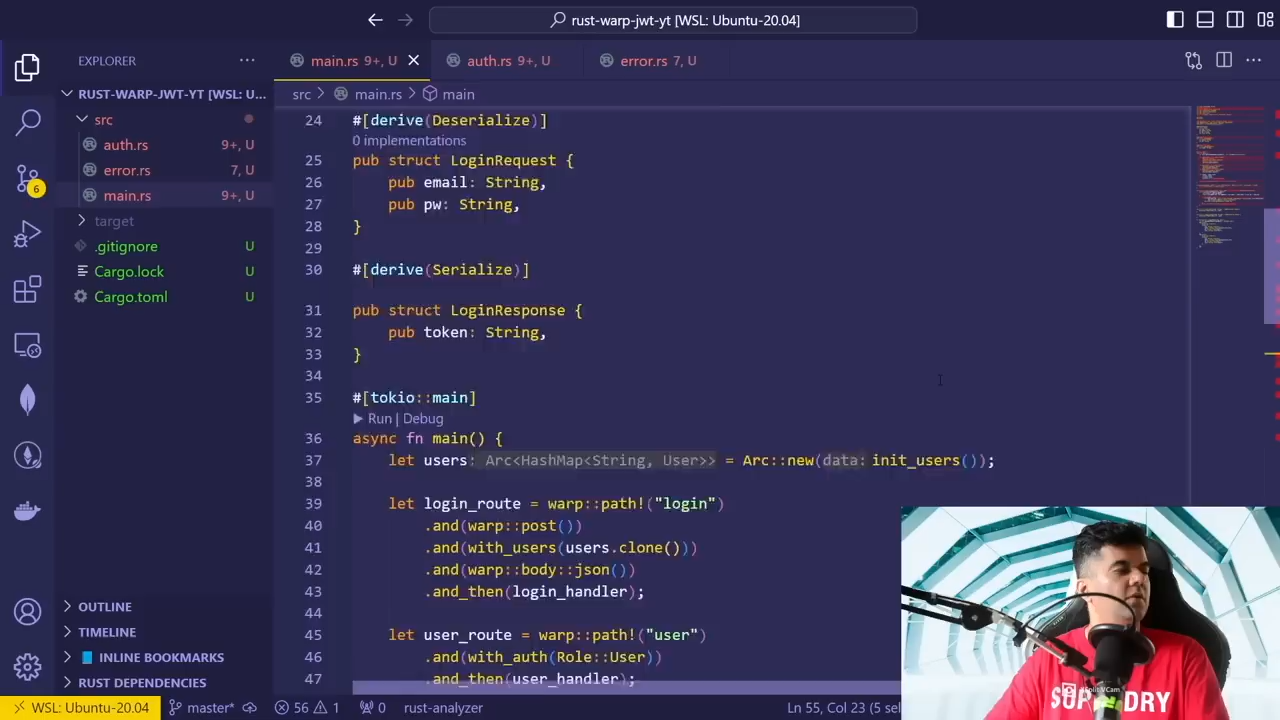 rust-warp-jwt-yt [WSL: Ubuntu-20.04]
EXPLORER
main.rs 9+, U
auth.rs 9+, U
error.rs 7, U
RUST-WARP-JWT-YT [WSL: U...
src > main.rs > main
src
auth.rs 9+, U
error.rs 7, U
main.rs 9+, U
target
.gitignore U
Cargo.lock U
Cargo.toml U
6
24 #[derive(Deserialize)]
0 implementations
25 pub struct LoginRequest {
26 pub email: String,
27 pub pw: String,
28 }
29
30 #[derive(Serialize)]
31 pub struct LoginResponse {
32 pub token: String,
33 }
34
35 #[tokio::main]
Run | Debug
36 async fn main() {
37 let users: Arc<HashMap<String, User>> = Arc::new(data: init_users());
38
39 let login_route = warp::path!("login")
40 .and(warp::post())
41 .and(with_users(users.clone()))
42 .and(warp::body::json())
43 .and_then(login_handler);
44
45 let user_route = warp::path!("user")
46 .and(with_auth(Role::User))
47 .and_then(user_handler);
OUTLINE
TIMELINE
INLINE BOOKMARKS
RUST DEPENDENCIES
XSplit VCam
WSL: Ubuntu-20.04
master*
56 1
0
rust-analyzer
Ln 55, Col 23 (5 sel